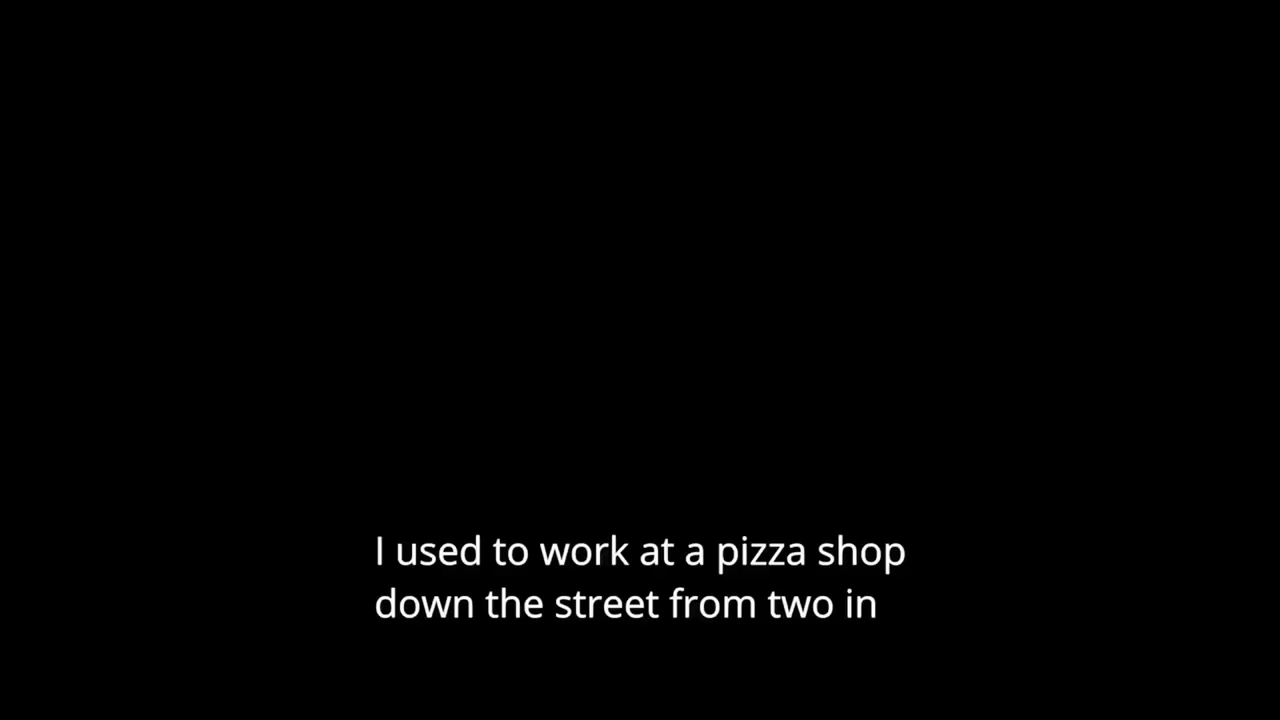 I used to work at a pizza shop
down the street from two in